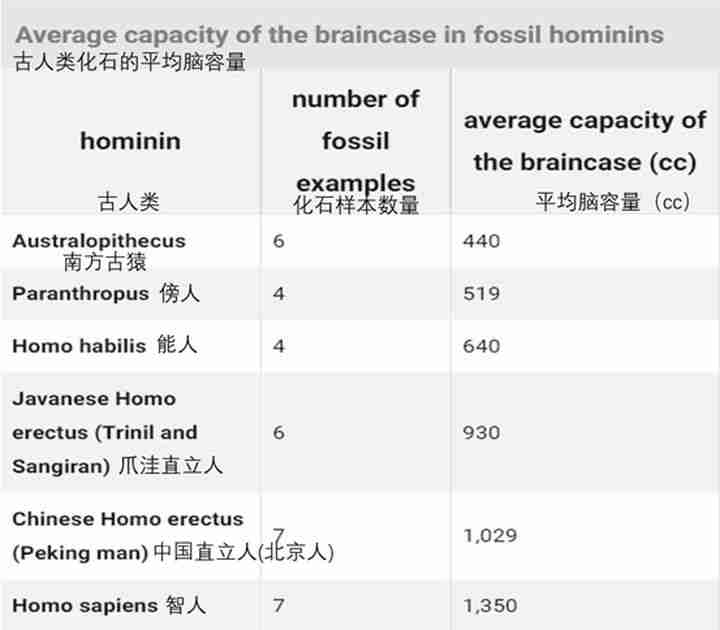 Average capacity of the braincase in fossil hominins
古人类化石的平均脑容量
hominin
古人类
number of
fossil
examples
化石样本数量
average capacity of
the braincase (cc)
平均脑容量（cc）
Australopithecus 6 440
南方古猿
Paranthropus 傍人 4 519
Homo habilis 能人 4 640
Javanese Homo
erectus (Trinil and 6 930
Sangiran) 爪洼直立人
Chinese Homo erectus
7 1,029
(Peking man) 中国直立人(北京人)
Homo sapiens 智人 7 1,350